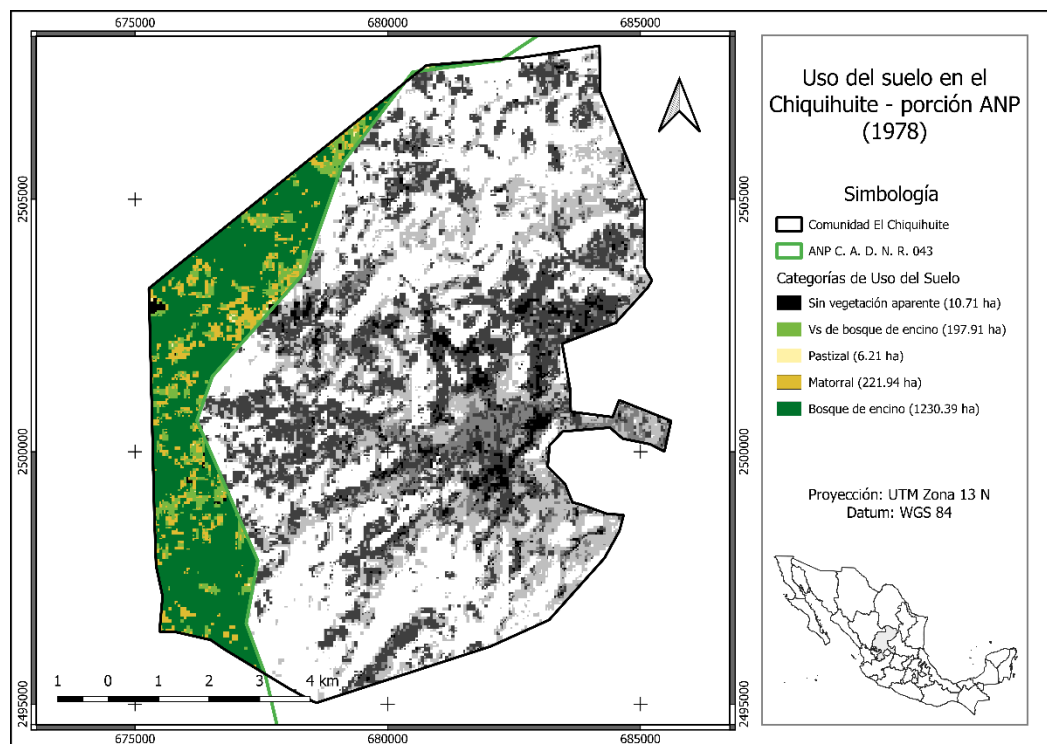 675000 680000 685000
2505000 2505000
2500000 2500000
2495000 2495000
1 0 1 2 3 4 km
675000 680000 685000
Uso del suelo en el
Chiquihuite - porción ANP
(1978)
Simbología
Comunidad El Chiquihuite
ANP C. A. D. N. R. 043
Categorías de Uso del Suelo
Sin vegetación aparente (10.71 ha)
Vs de bosque de encino (197.91 ha)
Pastizal (6.21 ha)
Matorral (221.94 ha)
Bosque de encino (1230.39 ha)
Proyección: UTM Zona 13 N
Datum: WGS 84